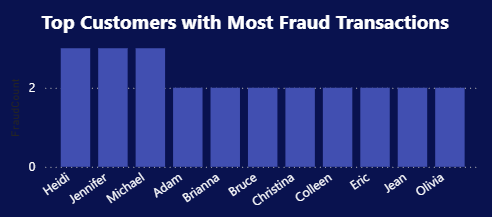 Top Customers with Most Fraud Transactions
FraudCount
2
0
Heidi
Jennifer
Michael
Adam
Brianna
Bruce
Christina
Colleen
Eric
Jean
Olivia